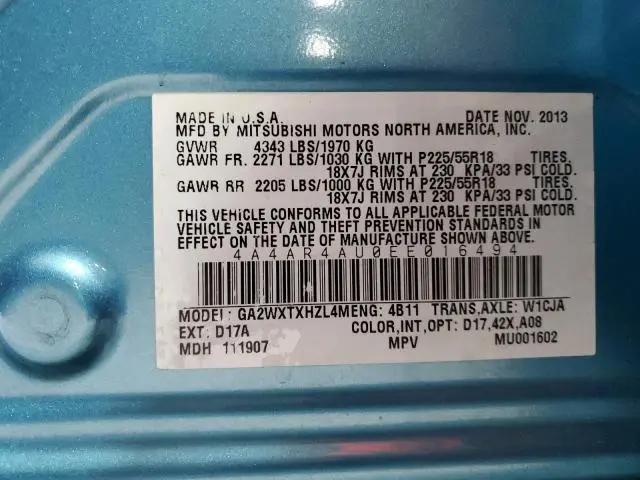 MADE IN U.S.A. DATE NOV. 2013
MFD BY MITSUBISHI MOTORS NORTH AMERICA, INC.
GVWR 4343 LBS/1970 KG
GAWR FR. 2271 LBS/1030 KG WITH P225/55R18 TIRES.
18X7J RIMS AT 230 KPA/33 PSI COLD.
GAWR RR 2205 LBS/1000 KG WITH P225/55R18 TIRES.
18X7J RIMS AT 230 KPA/33 PSI COLD.
THIS VEHICLE CONFORMS TO ALL APPLICABLE FEDERAL MOTOR
VEHICLE SAFETY AND THEFT PREVENTION STANDARDS IN
EFFECT ON THE DATE OF MANUFACTURE SHOWN ABOVE.
4A4AR4AU0EE016494
MODEL: GA2WXTXHZL4MENG: 4B11 TRANS,AXLE: W1CJA
EXT: D17A COLOR,INT,OPT: D17,42X,A08
MDH 111907 MPV MU001602